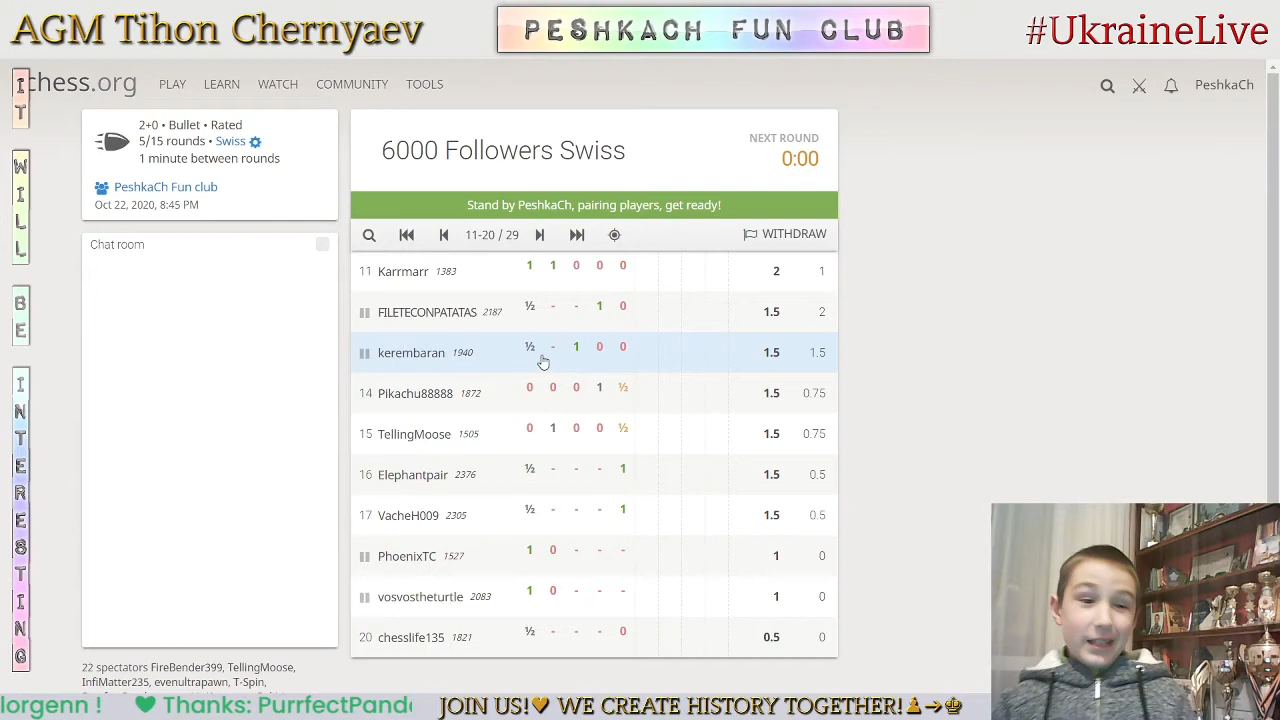 AGM Tihon Chernyaev
PESHKACH FUN CLUB
#UkraineLive
chess.org
PLAY
LEARN
WATCH
COMMUNITY
TOOLS
PeshkaCh
IT
WILL
BE
INTERESTING
2+0 • Bullet • Rated
5/15 rounds • Swiss
1 minute between rounds
PeshkaCh Fun club
Oct 22, 2020, 8:45 PM
Chat room
6000 Followers Swiss
NEXT ROUND
0:00
Stand by PeshkaCh, pairing players, get ready!
11-20 / 29
WITHDRAW
11 Karrmarr 1383 1 1 0 0 0 2 1
FILETECONPATATAS 2187 ½ - - 1 0 1.5 2
kerembaran 1940 ½ - 1 0 0 1.5 1.5
14 Pikachu88888 1872 0 0 0 1 ½ 1.5 0.75
15 TellingMoose 1505 0 1 0 0 ½ 1.5 0.75
16 Elephantpair 2376 ½ - - - 1 1.5 0.5
17 VacheH009 2305 ½ - - - 1 1.5 0.5
PhoenixTC 1527 1 0 - - - 1 0
vosvostheturtle 2083 1 0 - - - 1 0
20 chesslife135 1821 ½ - - - 0 0.5 0
22 spectators FireBender399, TellingMoose,
InfiMatter235, evenultrapawn, T-Spin,
lorgenn ! Thanks: PurrfectPand
JOIN US! WE CREATE HISTORY TOGETHER!